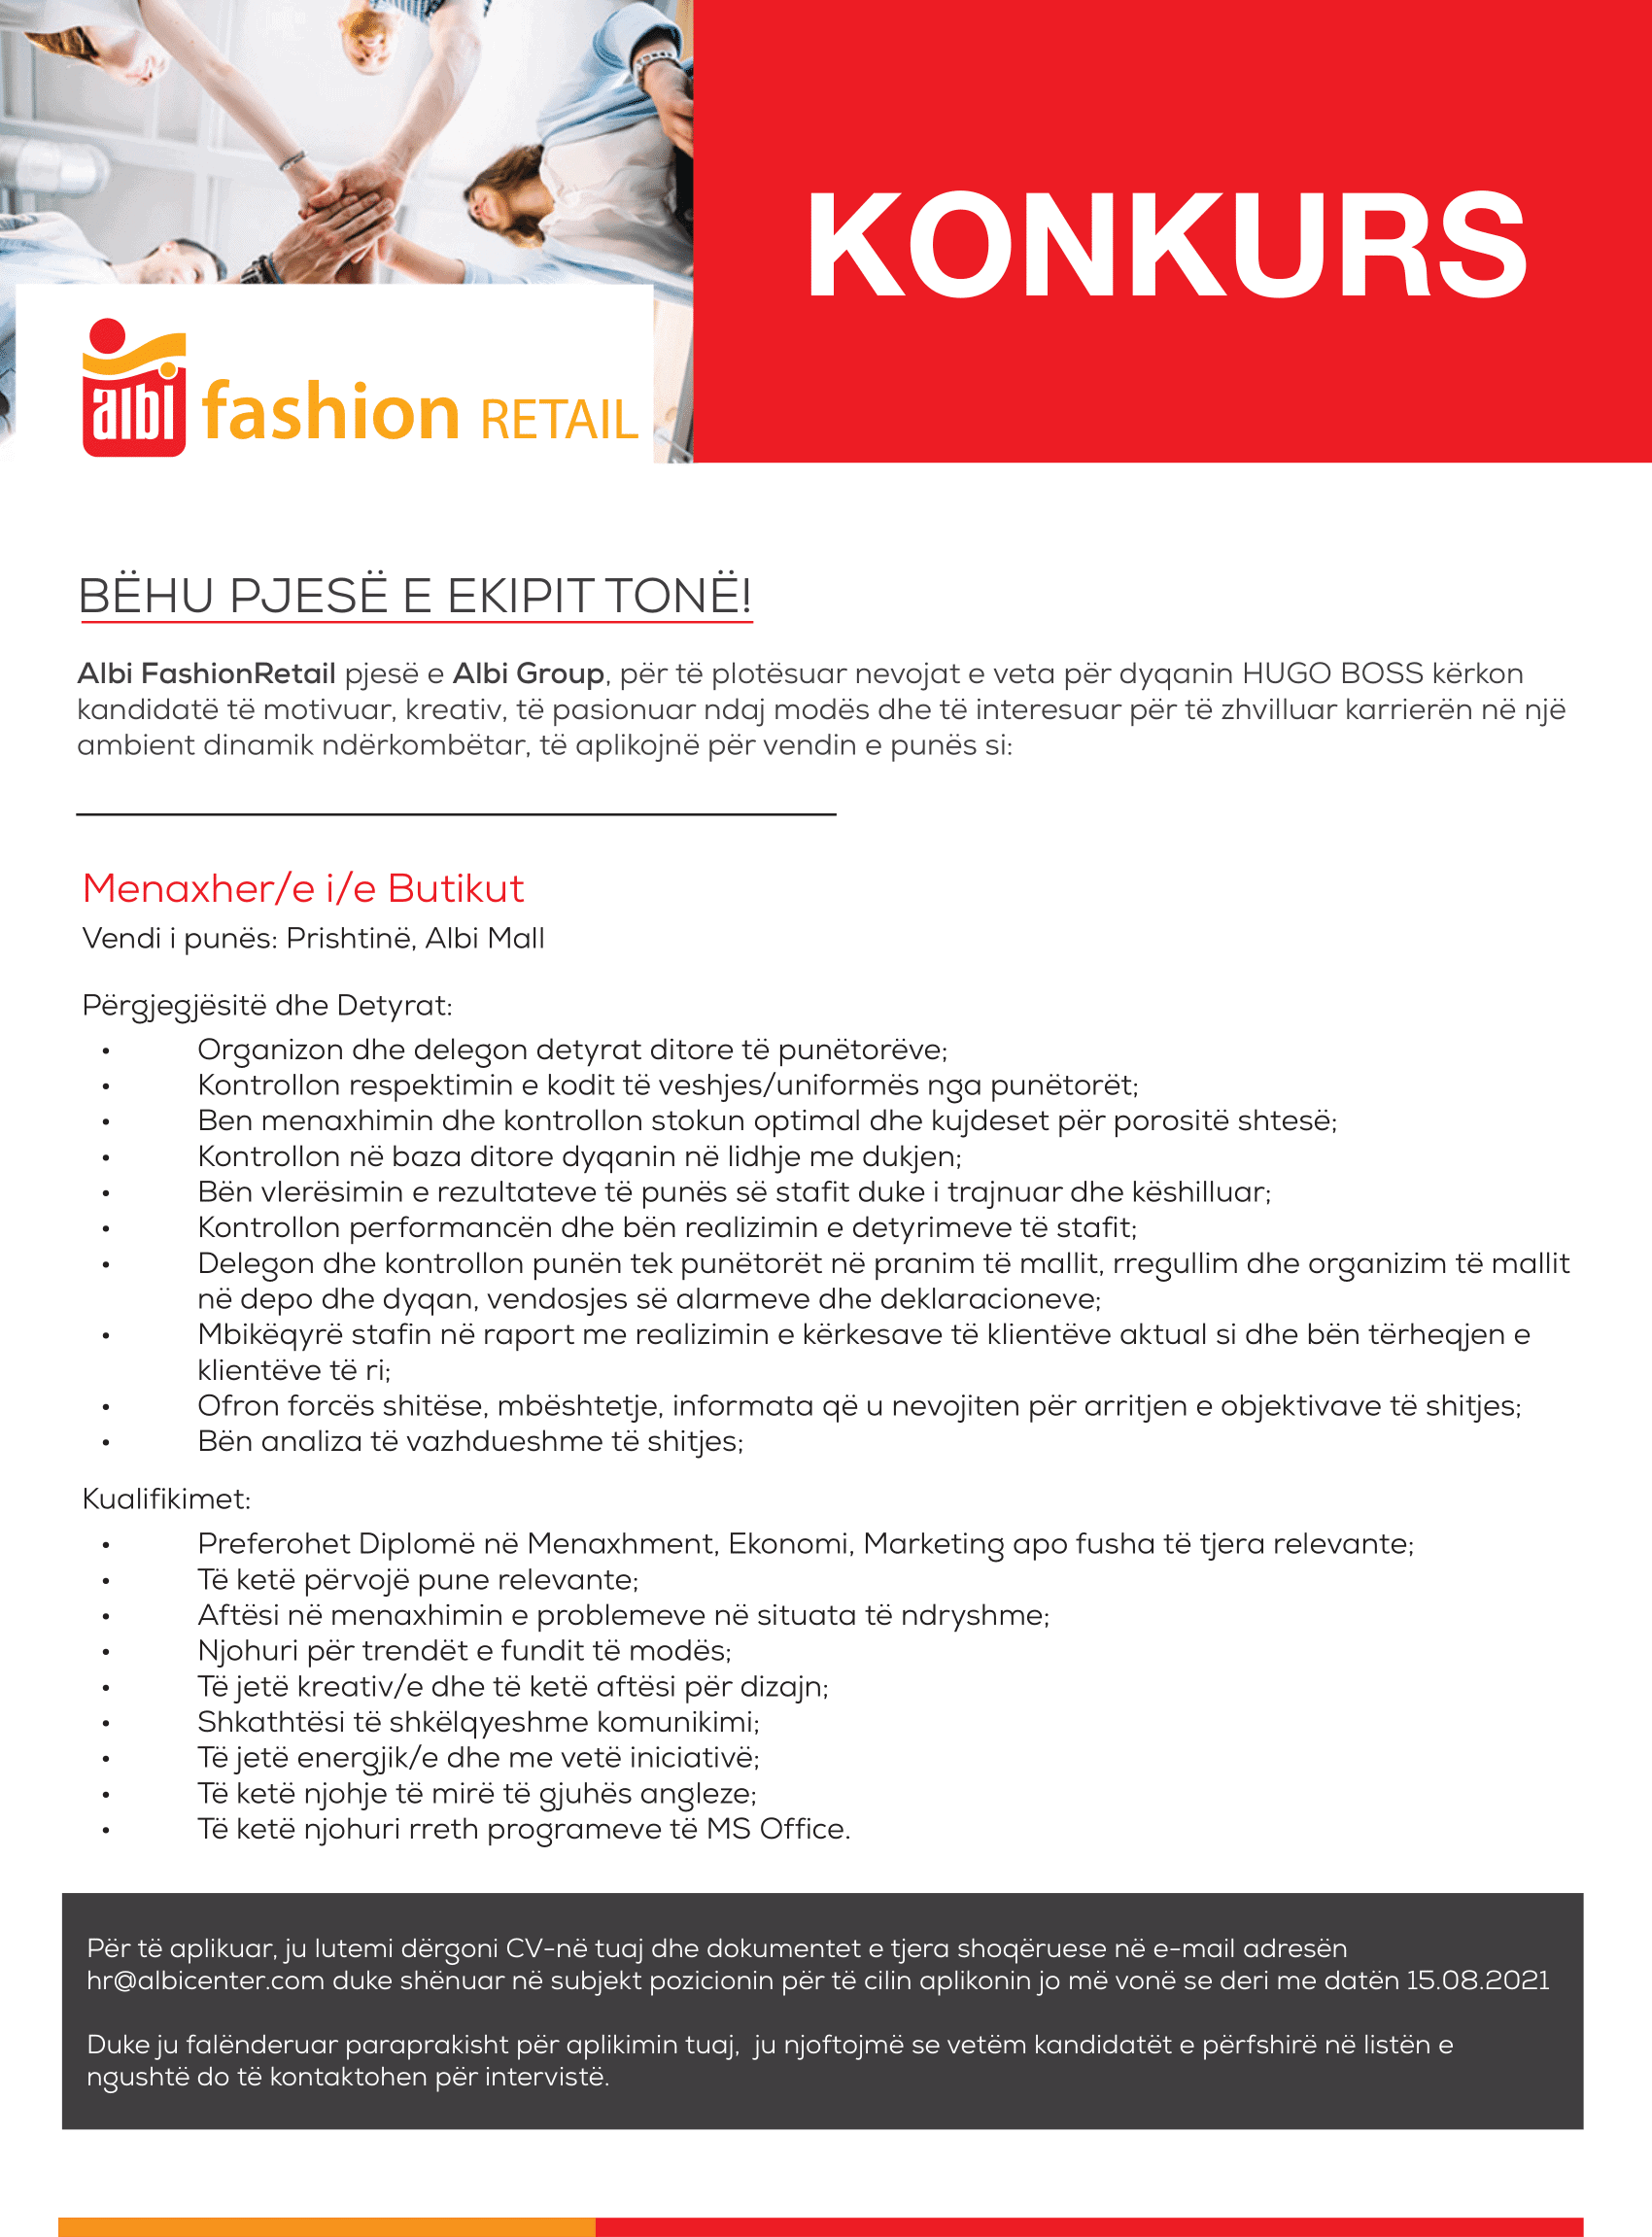 KONKURS
albi fashion RETAIL
BËHU PJESË E EKIPIT TONË!
Albi FashionRetail pjesë e Albi Group, për të plotësuar nevojat e veta për dyqanin HUGO BOSS kërkon
kandidatë të motivuar, kreativ, të pasionuar ndaj modës dhe të interesuar për të zhvilluar karrierën në një
ambient dinamik ndërkombëtar, të aplikojnë për vendin e punës si:
Menaxher/e i/e Butikut
Vendi i punës: Prishtinë, Albi Mall
Përgjegjësitë dhe Detyrat:
• Organizon dhe delegon detyrat ditore të punëtorëve;
• Kontrollon respektimin e kodit të veshjes/uniformës nga punëtorët;
• Ben menaxhimin dhe kontrollon stokun optimal dhe kujdeset për porositë shtesë;
• Kontrollon në baza ditore dyqanin në lidhje me dukjen;
• Bën vlerësimin e rezultateve të punës së stafit duke i trajnuar dhe këshilluar;
• Kontrollon performancën dhe bën realizimin e detyrimeve të stafit;
• Delegon dhe kontrollon punën tek punëtorët në pranim të mallit, rregullim dhe organizim të mallit
në depo dhe dyqan, vendosjes së alarmeve dhe deklaracioneve;
• Mbikëqyrë stafin në raport me realizimin e kërkesave të klientëve aktual si dhe bën tërheqjen e
klientëve të ri;
• Ofron forcës shitëse, mbështetje, informata që u nevojiten për arritjen e objektivave të shitjes;
• Bën analiza të vazhdueshme të shitjes;
Kualifikimet:
• Preferohet Diplomë në Menaxhment, Ekonomi, Marketing apo fusha të tjera relevante;
• Të ketë përvojë pune relevante;
• Aftësi në menaxhimin e problemeve në situata të ndryshme;
• Njohuri për trendët e fundit të modës;
• Të jetë kreativ/e dhe të ketë aftësi për dizajn;
• Shkathtësi të shkëlqyeshme komunikimi;
• Të jetë energjik/e dhe me vetë iniciativë;
• Të ketë njohje të mirë të gjuhës angleze;
• Të ketë njohuri rreth programeve të MS Office.
Për të aplikuar, ju lutemi dërgoni CV-në tuaj dhe dokumentet e tjera shoqëruese në e-mail adresën
hr@albicenter.com duke shënuar në subjekt pozicionin për të cilin aplikonin jo më vonë se deri me datën 15.08.2021
Duke ju falënderuar paraprakisht për aplikimin tuaj, ju njoftojmë se vetëm kandidatët e përfshirë në listën e
ngushtë do të kontaktohen për intervistë.